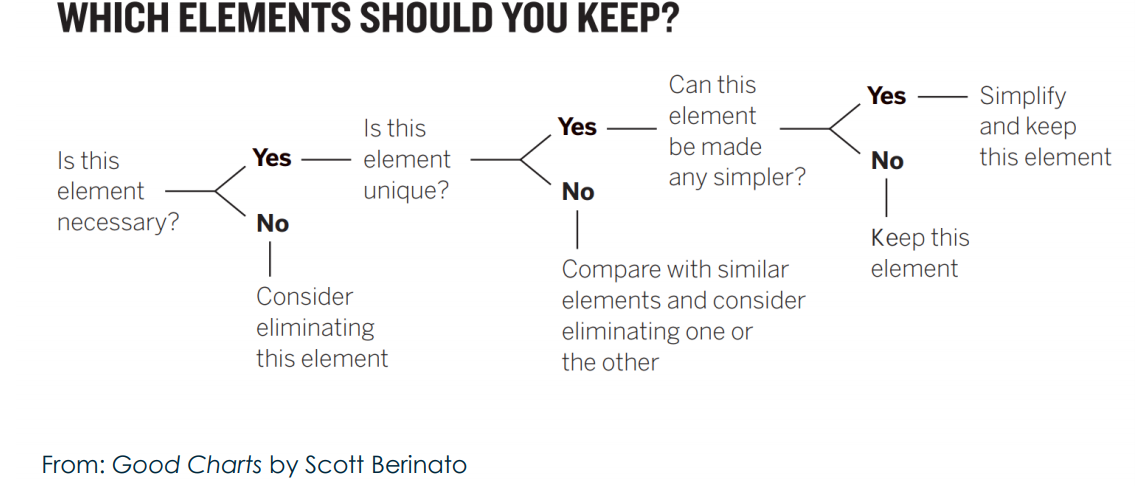 WHICH ELEMENTS SHOULD YOU KEEP?
Is this
element
necessary?
Yes
No
Consider
eliminating
this element
Is this
element
unique?
Yes
No
Compare with similar
elements and consider
eliminating one or
the other
Can this
element
be made
any simpler?
Yes
No
Keep this
element
Simplify
and keep
this element
From: Good Charts by Scott Berinato